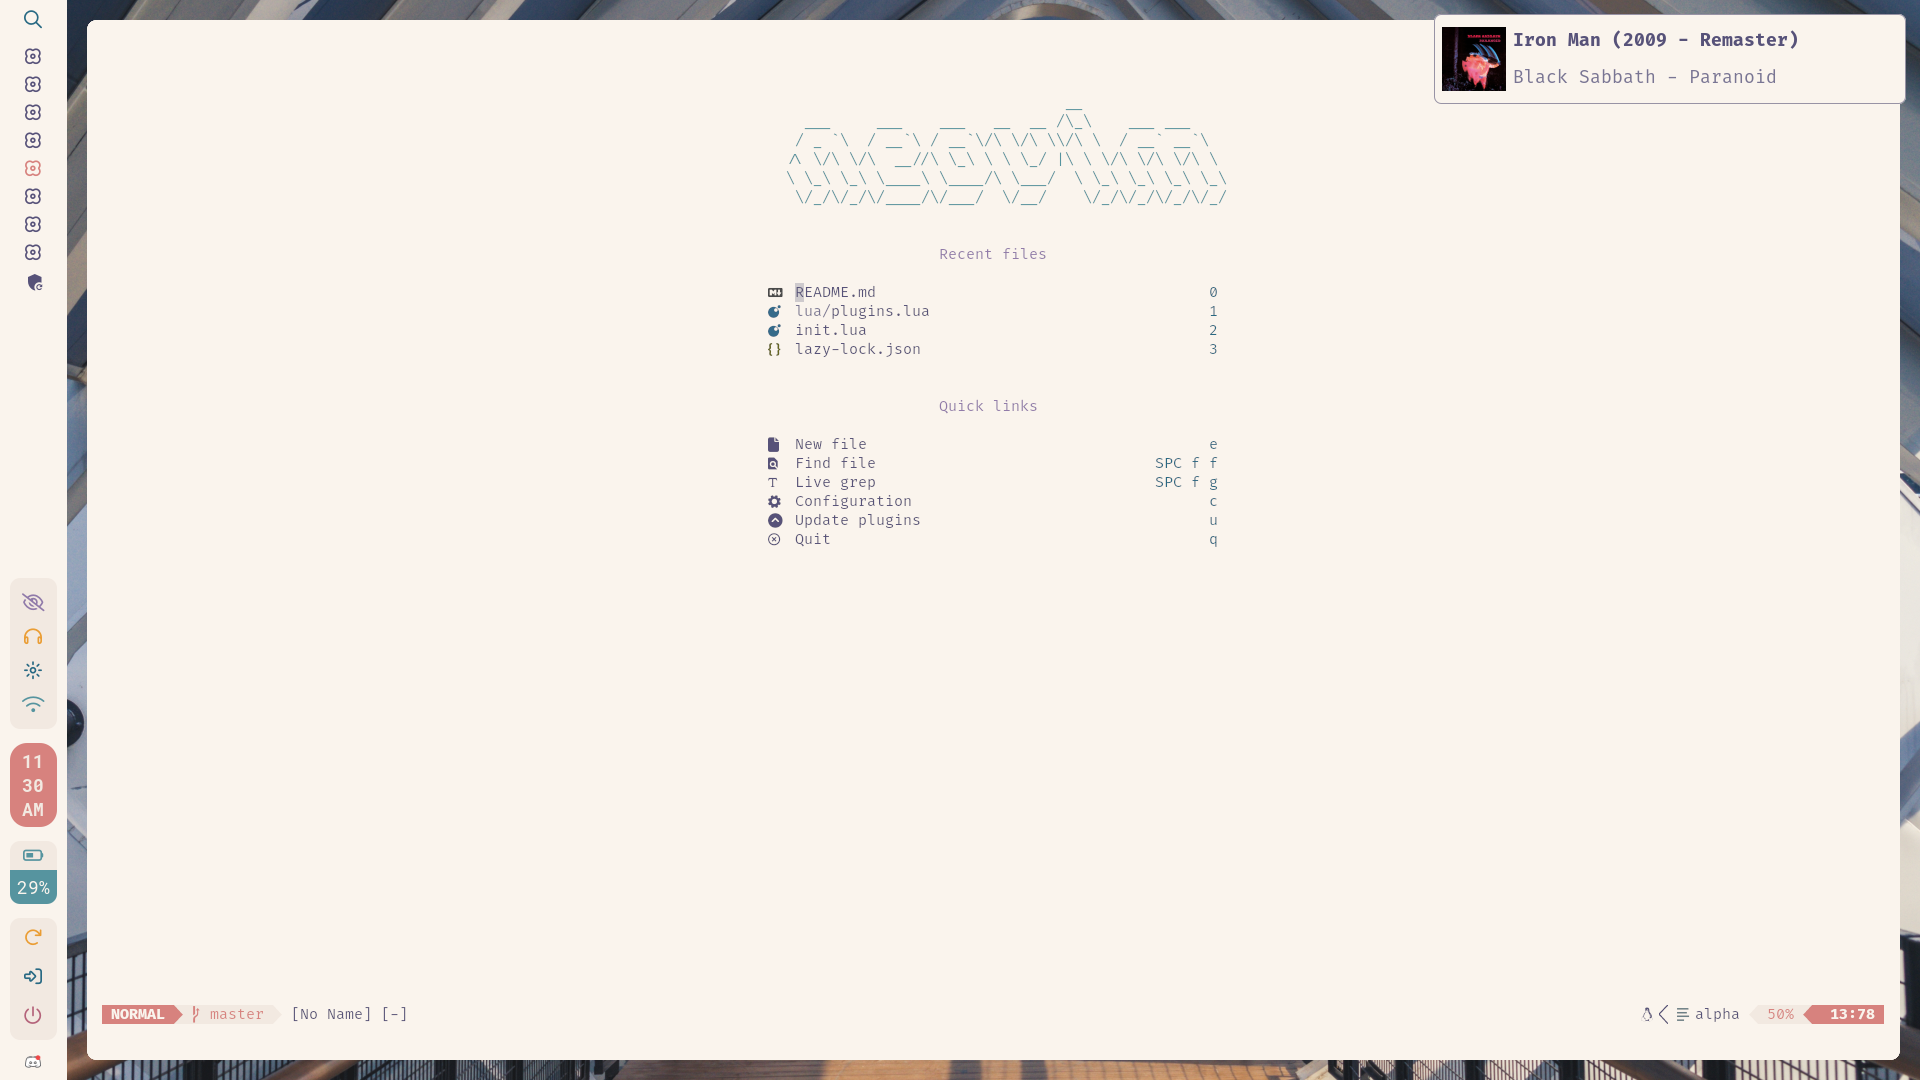 Iron Man (2009 - Remaster)
Black Sabbath - Paranoid
neovim
Recent files
README.md 0
lua/plugins.lua 1
init.lua 2
lazy-lock.json 3
Quick links
New file e
Find file SPC f f
Live grep SPC f g
Configuration c
Update plugins u
Quit q
11
30
AM
29%
NORMAL master [No Name] [-] alpha 50% 13:78